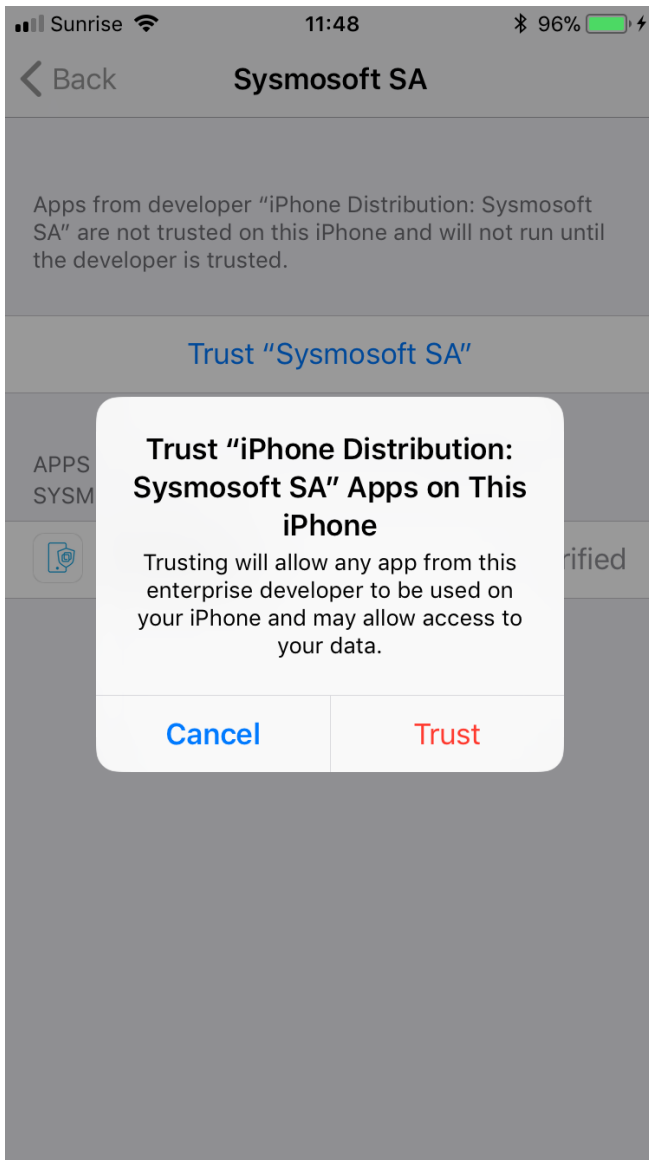 Sunrise 11:48 96%
Back Sysmosoft SA
Apps from developer “iPhone Distribution: Sysmosoft
SA” are not trusted on this iPhone and will not run until
the developer is trusted.
Trust “Sysmosoft SA”
APPS
SYSM
rified
Trust “iPhone Distribution:
Sysmosoft SA” Apps on This
iPhone
Trusting will allow any app from this
enterprise developer to be used on
your iPhone and may allow access to
your data.
Cancel Trust